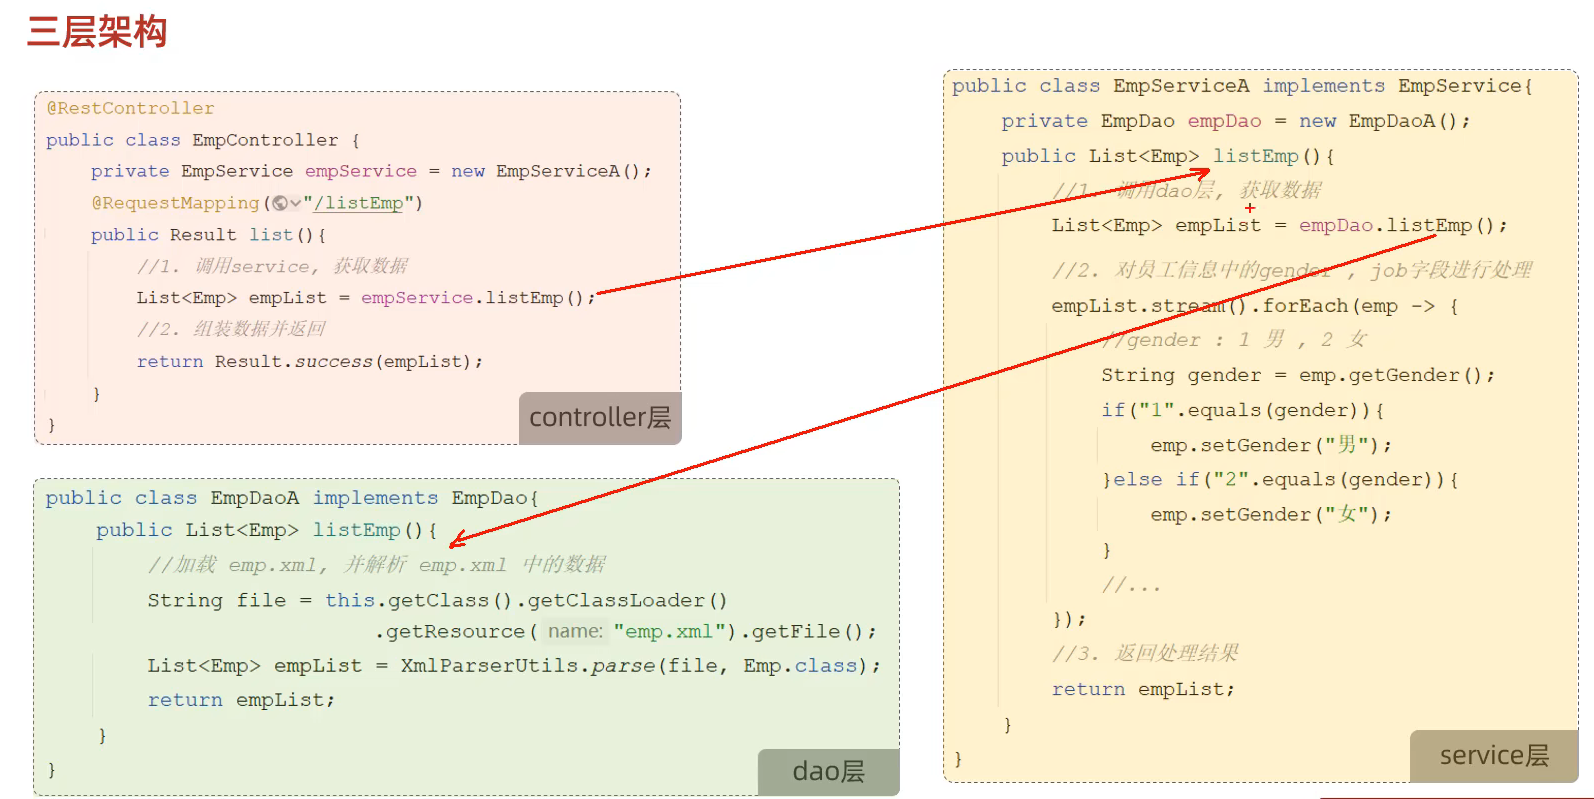 三层架构
@RestController
public class EmpController {
private EmpService empService = new EmpServiceA();
@RequestMapping("/listEmp")
public Result list(){
//1. 调用service, 获取数据
List<Emp> empList = empService.listEmp();
//2. 组装数据并返回
return Result.success(empList);
}
}
controller层
public class EmpServiceA implements EmpService{
private EmpDao empDao = new EmpDaoA();
public List<Emp> listEmp(){
//1. 调用dao层, 获取数据
List<Emp> empList = empDao.listEmp();
//2. 对员工信息中的gender , job字段进行处理
empList.stream().forEach(emp -> {
//gender : 1 男 , 2 女
String gender = emp.getGender();
if("1".equals(gender)){
emp.setGender("男");
}else if("2".equals(gender)){
emp.setGender("女");
}
//...
});
//3. 返回处理结果
return empList;
}
}
service层
public class EmpDaoA implements EmpDao{
public List<Emp> listEmp(){
//加载 emp.xml, 并解析 emp.xml 中的数据
String file = this.getClass().getClassLoader()
.getResource( name: "emp.xml").getFile();
List<Emp> empList = XmlParserUtils.parse(file, Emp.class);
return empList;
}
}
dao层